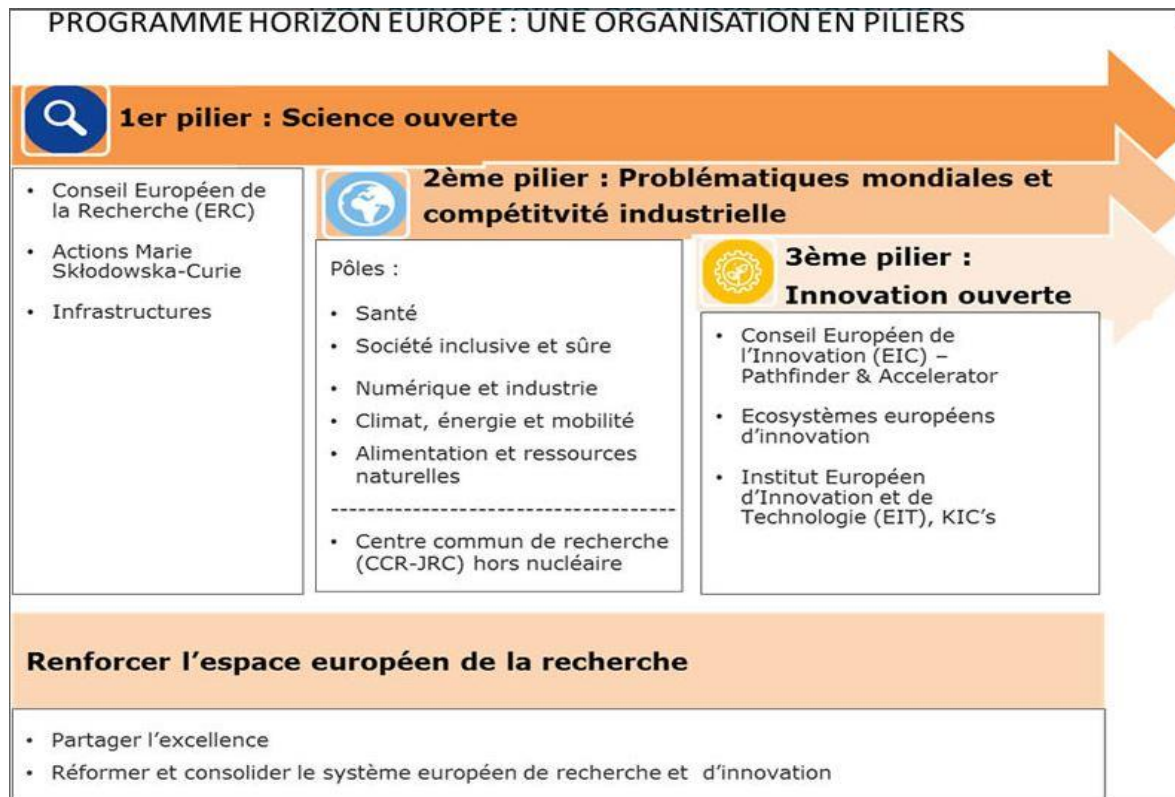 PROGRAMME HORIZON EUROPE : UNE ORGANISATION EN PILIERS
1er pilier : Science ouverte
• Conseil Européen de
la Recherche (ERC)
• Actions Marie
Skłodowska-Curie
• Infrastructures
2ème pilier : Problématiques mondiales et
compétitvité industrielle
Pôles :
• Santé
• Société inclusive et sûre
• Numérique et industrie
• Climat, énergie et mobilité
• Alimentation et ressources
naturelles
------------------------------------
• Centre commun de recherche
(CCR-JRC) hors nucléaire
3ème pilier :
Innovation ouverte
• Conseil Européen de
l’Innovation (EIC) –
Pathfinder & Accelerator
• Ecosystèmes européens
d’innovation
• Institut Européen
d’Innovation et de
Technologie (EIT), KIC’s
Renforcer l’espace européen de la recherche
• Partager l’excellence
• Réformer et consolider le système européen de recherche et d’innovation